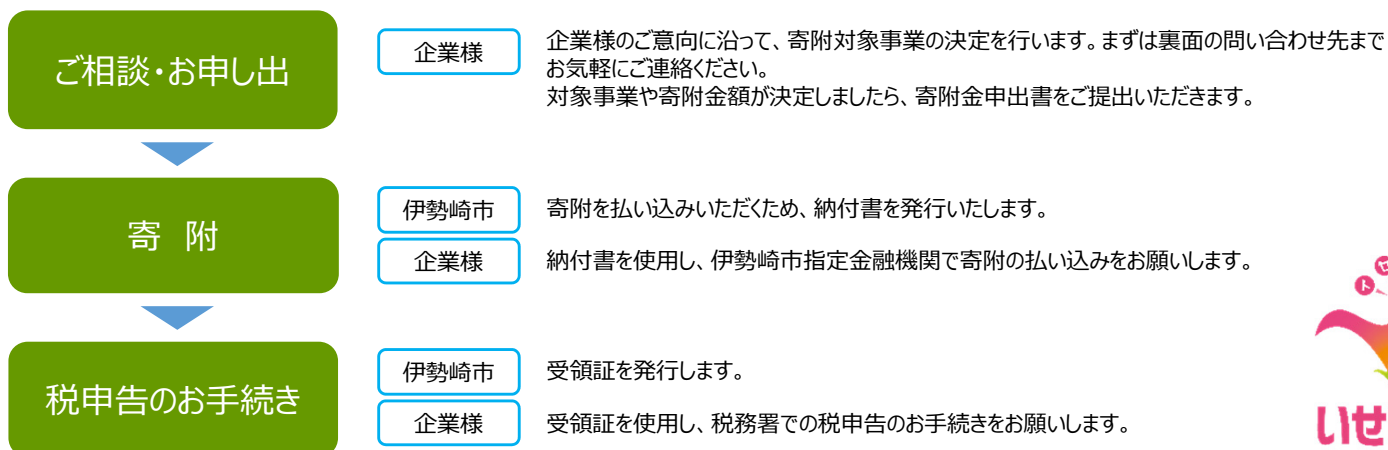 ご相談・お申し出
企業様
企業様のご意向に沿って、寄附対象事業の決定を行います。まずは裏面の問い合わせ先まで
お気軽にご連絡ください。
対象事業や寄附金額が決定しましたら、寄附金申出書をご提出いただきます。
寄 附
伊勢崎市
寄附を払い込みいただくため、納付書を発行いたします。
企業様
納付書を使用し、伊勢崎市指定金融機関で寄附の払い込みをお願いします。
税申告のお手続き
伊勢崎市
受領証を発行します。
企業様
受領証を使用し、税務署での税申告のお手続きをお願いします。
ト
いせ